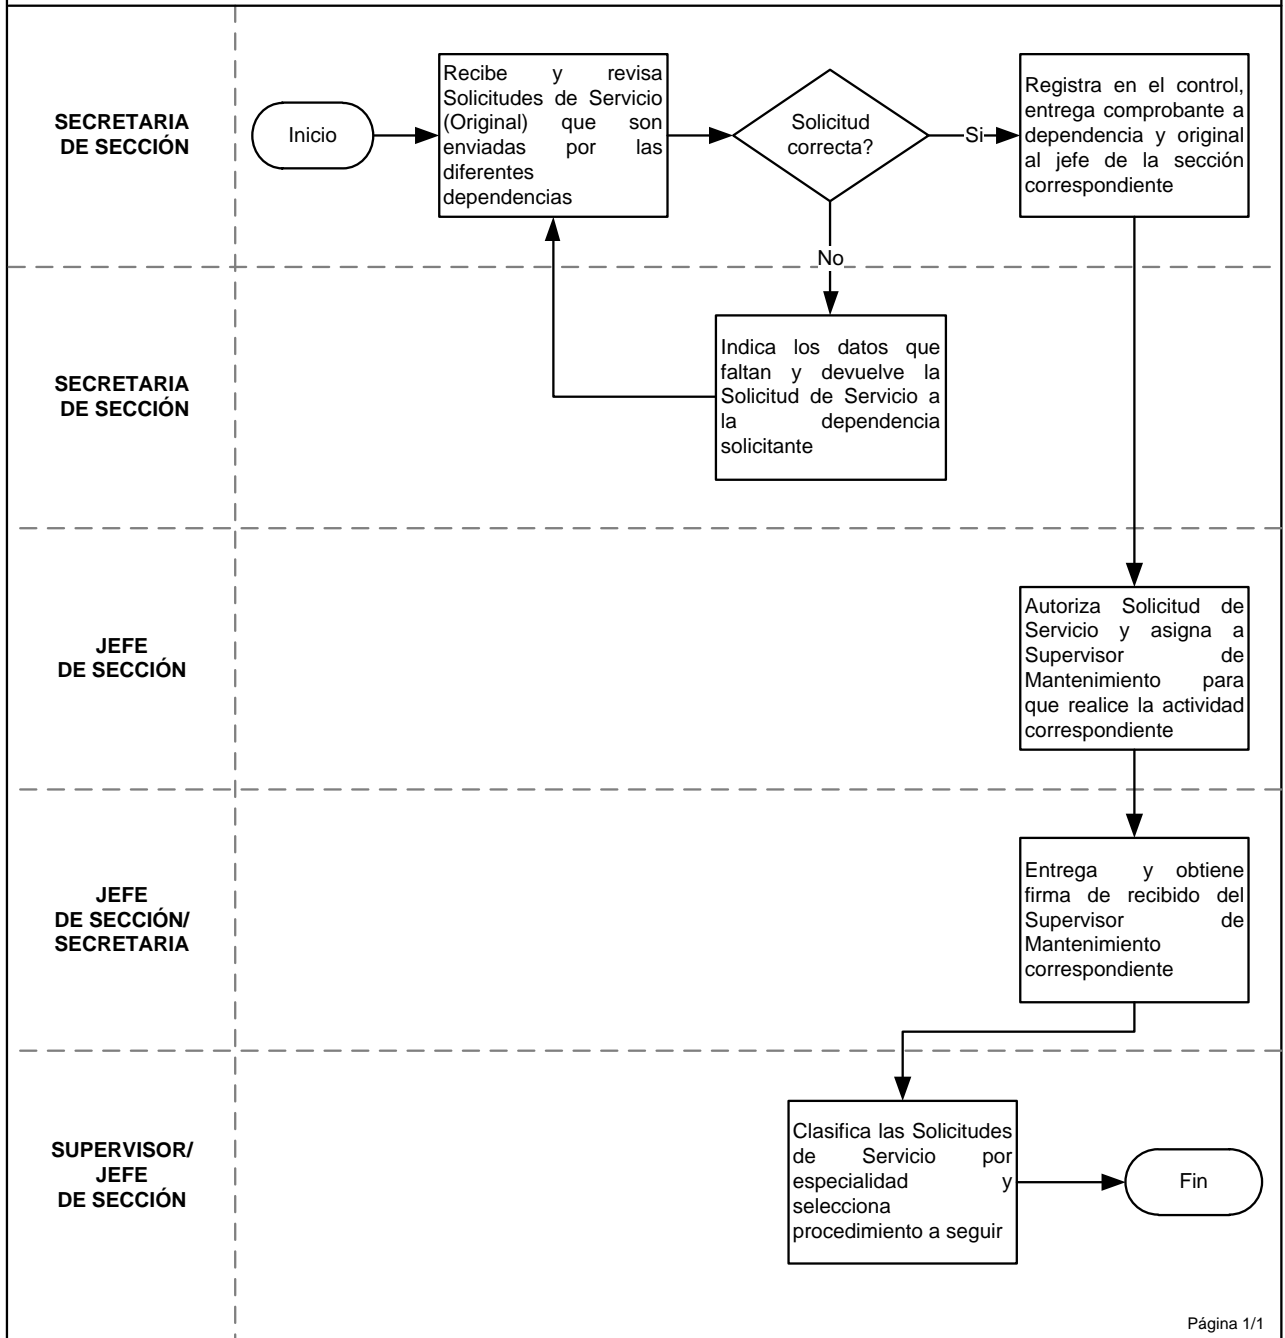 SECRETARIA
DE SECCIÓN
Inicio
Recibe y revisa
Solicitudes de Servicio
(Original) que son
enviadas por las
diferentes
dependencias
Solicitud
correcta?
Si
Registra en el control,
entrega comprobante a
dependencia y original
al jefe de la sección
correspondiente
No
SECRETARIA
DE SECCIÓN
Indica los datos que
faltan y devuelve la
Solicitud de Servicio a
la dependencia
solicitante
JEFE
DE SECCIÓN
Autoriza Solicitud de
Servicio y asigna a
Supervisor de
Mantenimiento para
que realice la actividad
correspondiente
JEFE
DE SECCIÓN/
SECRETARIA
Entrega y obtiene
firma de recibido del
Supervisor de
Mantenimiento
correspondiente
SUPERVISOR/
JEFE
DE SECCIÓN
Clasifica las Solicitudes
de Servicio por
especialidad y
selecciona
procedimiento a seguir
Fin
Página 1/1